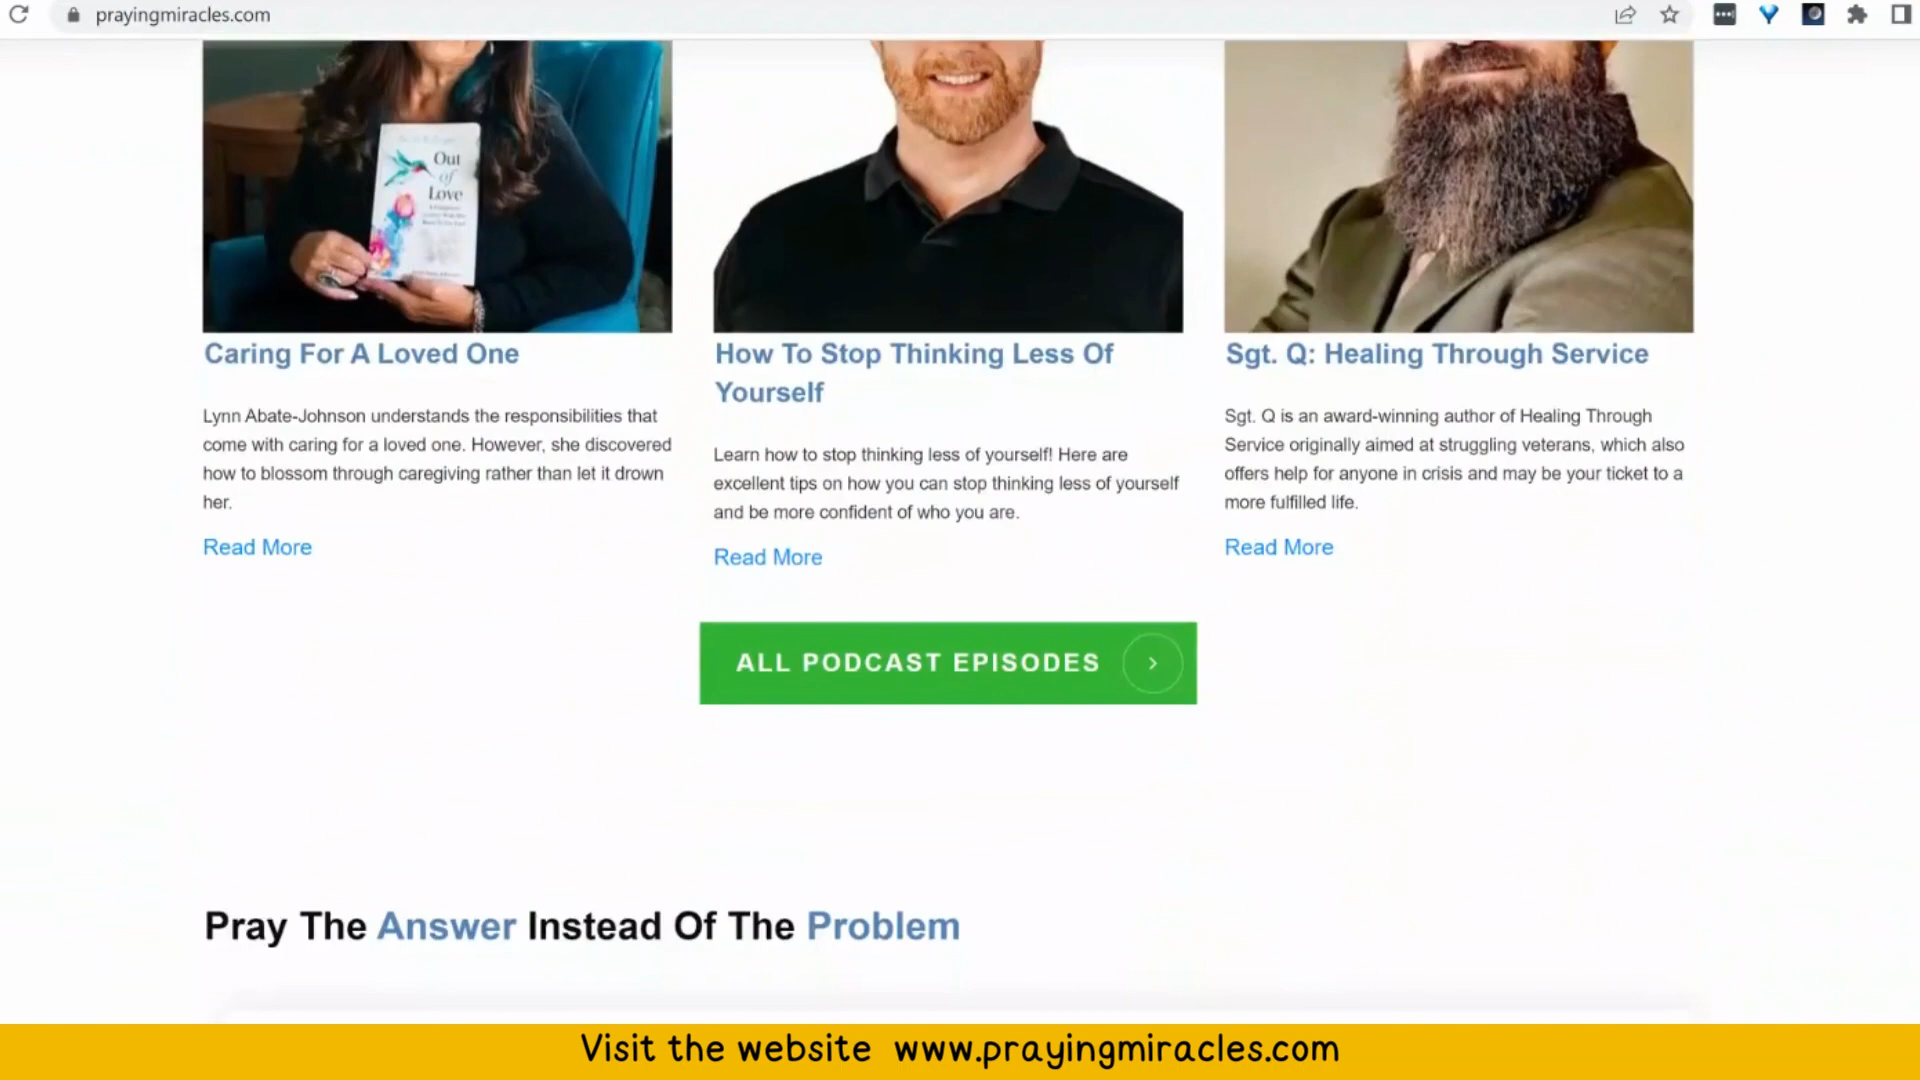 prayingmiracles.com
Out
of
Love
Caring For A Loved One
Lynn Abate-Johnson understands the responsibilities that
come with caring for a loved one. However, she discovered
how to blossom through caregiving rather than let it drown
her.
Read More
How To Stop Thinking Less Of
Yourself
Learn how to stop thinking less of yourself! Here are
excellent tips on how you can stop thinking less of yourself
and be more confident of who you are.
Read More
Sgt. Q: Healing Through Service
Sgt. Q is an award-winning author of Healing Through
Service originally aimed at struggling veterans, which also
offers help for anyone in crisis and may be your ticket to a
more fulfilled life.
Read More
ALL PODCAST EPISODES
Pray The Answer Instead Of The Problem
Visit the website www.prayingmiracles.com